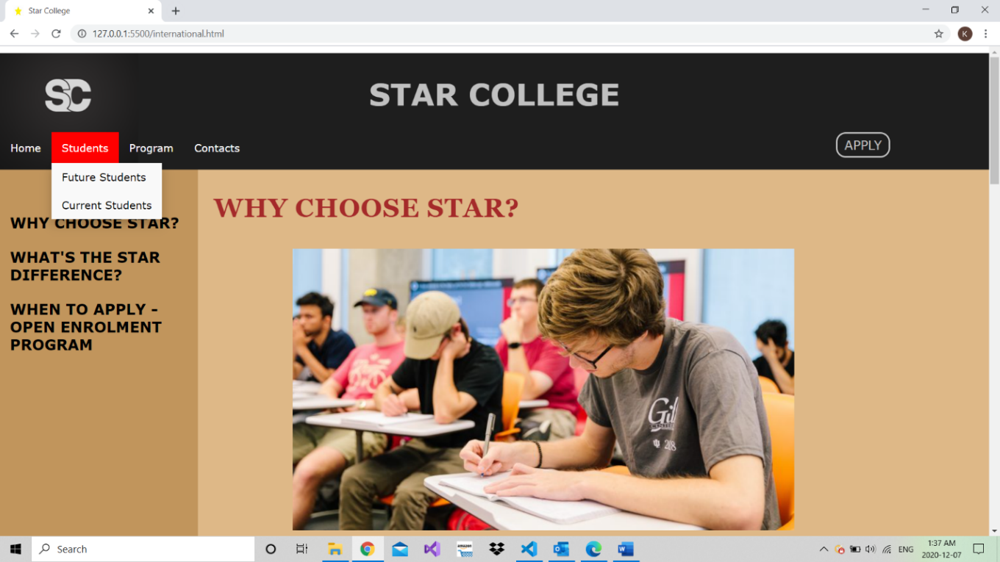 Star College
127.0.0.1:5500/international.html
K
SC
STAR COLLEGE
Home Students Program Contacts
APPLY
Future Students
Current Students
WHY CHOOSE STAR?
WHAT'S THE STAR
DIFFERENCE?
WHEN TO APPLY -
OPEN ENROLMENT
PROGRAM
WHY CHOOSE STAR?
Search
amazon
ENG
1:37 AM
2020-12-07